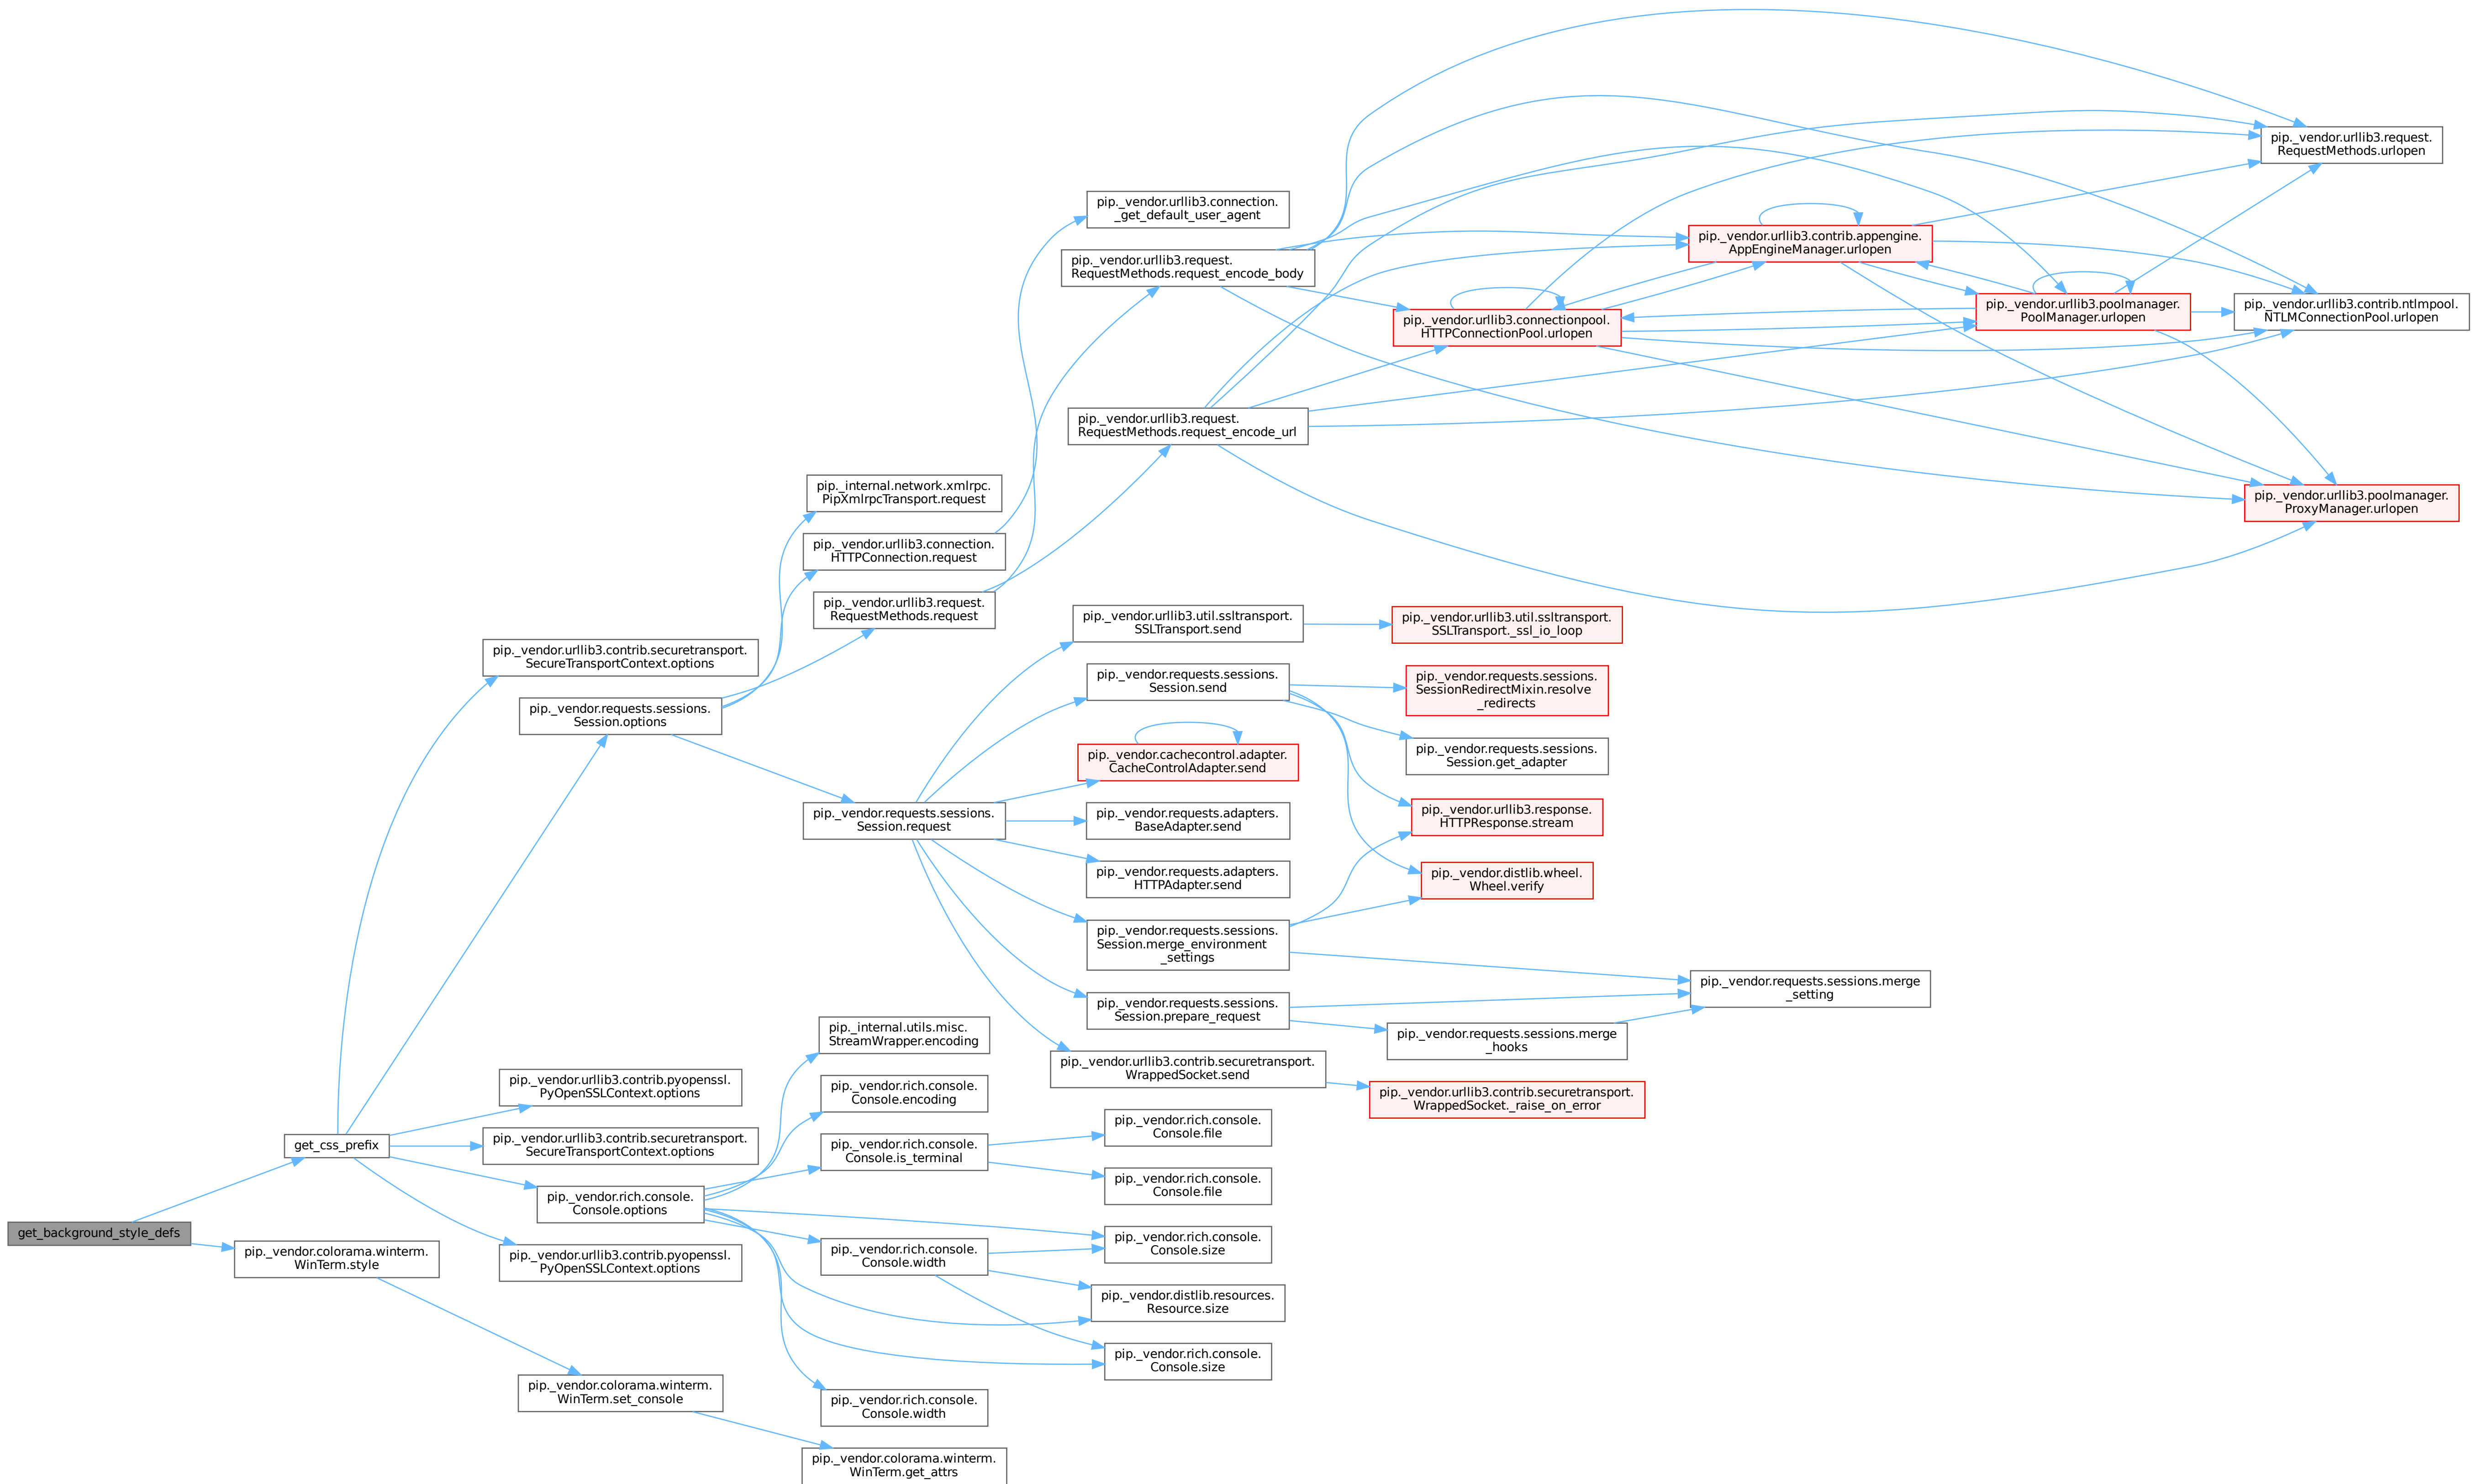 get_background_style_defs
get_css_prefix
pip._vendor.colorama.winterm.
WinTerm.style
pip._vendor.urllib3.contrib.securetransport.
SecureTransportContext.options
pip._vendor.requests.sessions.
Session.options
pip._vendor.urllib3.contrib.pyopenssl.
PyOpenSSLContext.options
pip._vendor.urllib3.contrib.securetransport.
SecureTransportContext.options
pip._vendor.rich.console.
Console.options
pip._vendor.urllib3.contrib.pyopenssl.
PyOpenSSLContext.options
pip._vendor.colorama.winterm.
WinTerm.set_console
pip._internal.network.xmlrpc.
PipXmlrpcTransport.request
pip._vendor.urllib3.connection.
HTTPConnection.request
pip._vendor.urllib3.request.
RequestMethods.request
pip._vendor.requests.sessions.
Session.request
pip._internal.utils.misc.
StreamWrapper.encoding
pip._vendor.rich.console.
Console.encoding
pip._vendor.rich.console.
Console.is_terminal
pip._vendor.rich.console.
Console.width
pip._vendor.rich.console.
Console.width
pip._vendor.colorama.winterm.
WinTerm.get_attrs
pip._vendor.urllib3.connection.
_get_default_user_agent
pip._vendor.urllib3.request.
RequestMethods.request_encode_body
pip._vendor.urllib3.request.
RequestMethods.request_encode_url
pip._vendor.urllib3.util.ssltransport.
SSLTransport.send
pip._vendor.requests.sessions.
Session.send
pip._vendor.cachecontrol.adapter.
CacheControlAdapter.send
pip._vendor.requests.adapters.
BaseAdapter.send
pip._vendor.requests.adapters.
HTTPAdapter.send
pip._vendor.requests.sessions.
Session.merge_environment
_settings
pip._vendor.requests.sessions.
Session.prepare_request
pip._vendor.urllib3.contrib.securetransport.
WrappedSocket.send
pip._vendor.rich.console.
Console.file
pip._vendor.rich.console.
Console.file
pip._vendor.rich.console.
Console.size
pip._vendor.distlib.resources.
Resource.size
pip._vendor.rich.console.
Console.size
pip._vendor.urllib3.connectionpool.
HTTPConnectionPool.urlopen
pip._vendor.urllib3.util.ssltransport.
SSLTransport._ssl_io_loop
pip._vendor.requests.sessions.
SessionRedirectMixin.resolve
_redirects
pip._vendor.requests.sessions.
Session.get_adapter
pip._vendor.urllib3.response.
HTTPResponse.stream
pip._vendor.distlib.wheel.
Wheel.verify
pip._vendor.requests.sessions.merge
_hooks
pip._vendor.urllib3.contrib.securetransport.
WrappedSocket._raise_on_error
pip._vendor.urllib3.contrib.appengine.
AppEngineManager.urlopen
pip._vendor.requests.sessions.merge
_setting
pip._vendor.urllib3.poolmanager.
PoolManager.urlopen
pip._vendor.urllib3.request.
RequestMethods.urlopen
pip._vendor.urllib3.contrib.ntlmpool.
NTLMConnectionPool.urlopen
pip._vendor.urllib3.poolmanager.
ProxyManager.urlopen